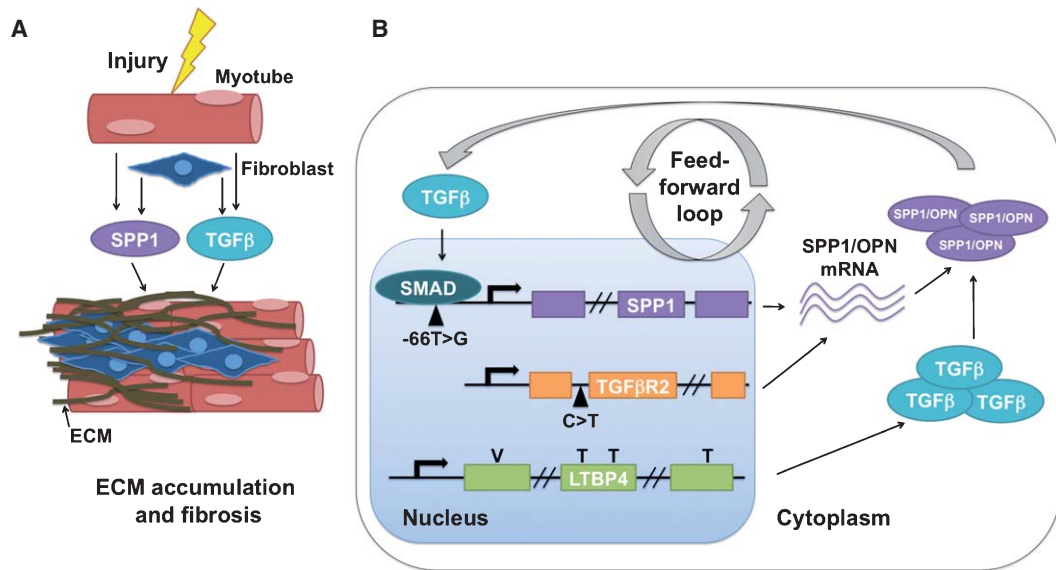 A
Injury
Myotube
Fibroblast
SPP1
TGFβ
ECM
ECM accumulation
and fibrosis
B
TGFβ
Feed-
forward
loop
SPP1/OPN
SPP1/OPN
SPP1/OPN
SPP1/OPN
mRNA
SMAD
SPP1
-66T>G
TGFβR2
C>T
TGFβ
TGFβ
TGFβ
V
T
T
T
LTBP4
Nucleus
Cytoplasm